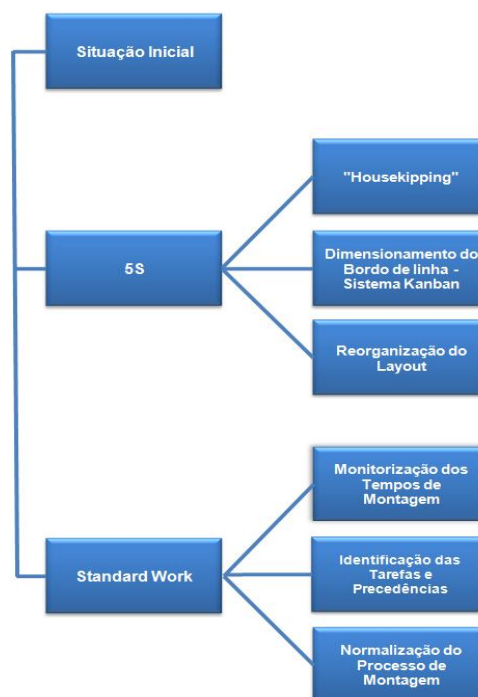 Situação Inicial
"Housekipping"
5S
Dimensionamento do
Bordo de linha -
Sistema Kanban
Reorganização do
Layout
Monitorização dos
Tempos de
Montagem
Standard Work
Identificação das
Tarefas e
Precedências
Normalização do
Processo de
Montagem